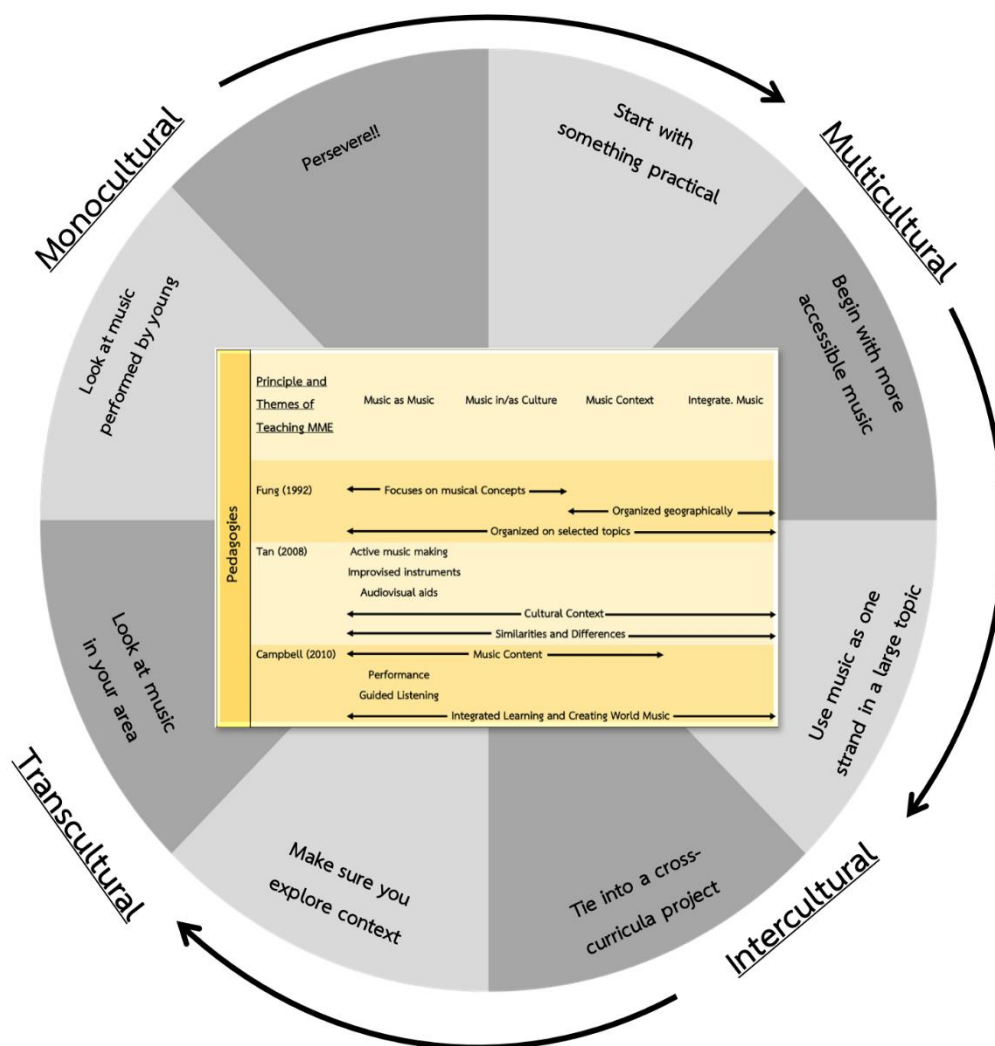 Monocultural
Multicultural
Intercultural
Transcultural
Persevere!!
Start with
something practical
Begin with more
accessible music
Use music as one
strand in a large topic
Tie into a cross-
curricula project
Make sure you
explore context
Look at music
in your area
Look at music
performed by young
Pedagogies
Principle and
Themes of
Teaching MME
Music as Music
Music in/as Culture
Music Context
Integrate. Music
Fung (1992)
Focuses on musical Concepts
Organized geographically
Organized on selected topics
Tan (2008)
Active music making
Improvised instruments
Audiovisual aids
Cultural Context
Similarities and Differences
Campbell (2010)
Music Content
Performance
Guided Listening
Integrated Learning and Creating World Music